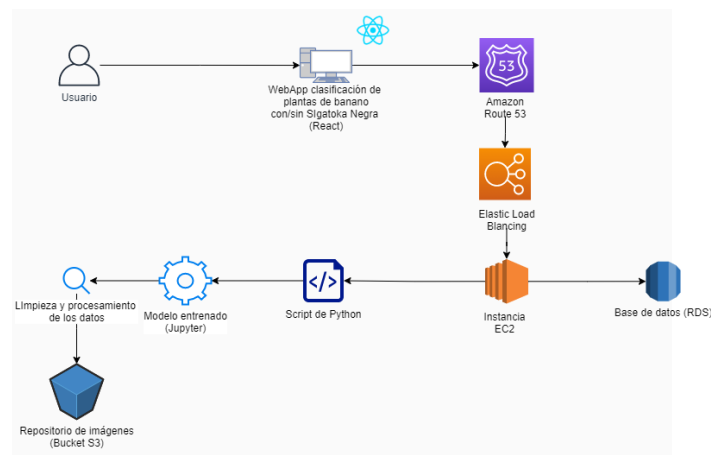 Usuario
WebApp clasificaciòn de
plantas de banano
con/sin SIgatoka Negra
(React)
53
Amazon
Route 53
Elastic Load
Blancing
LImpieza y procesamiento
de los datos
Modelo entrenado
(Jupyter)
</>
Script de Python
Instancia
EC2
Base de datos (RDS)
Repositorio de imágenes
(Bucket S3)